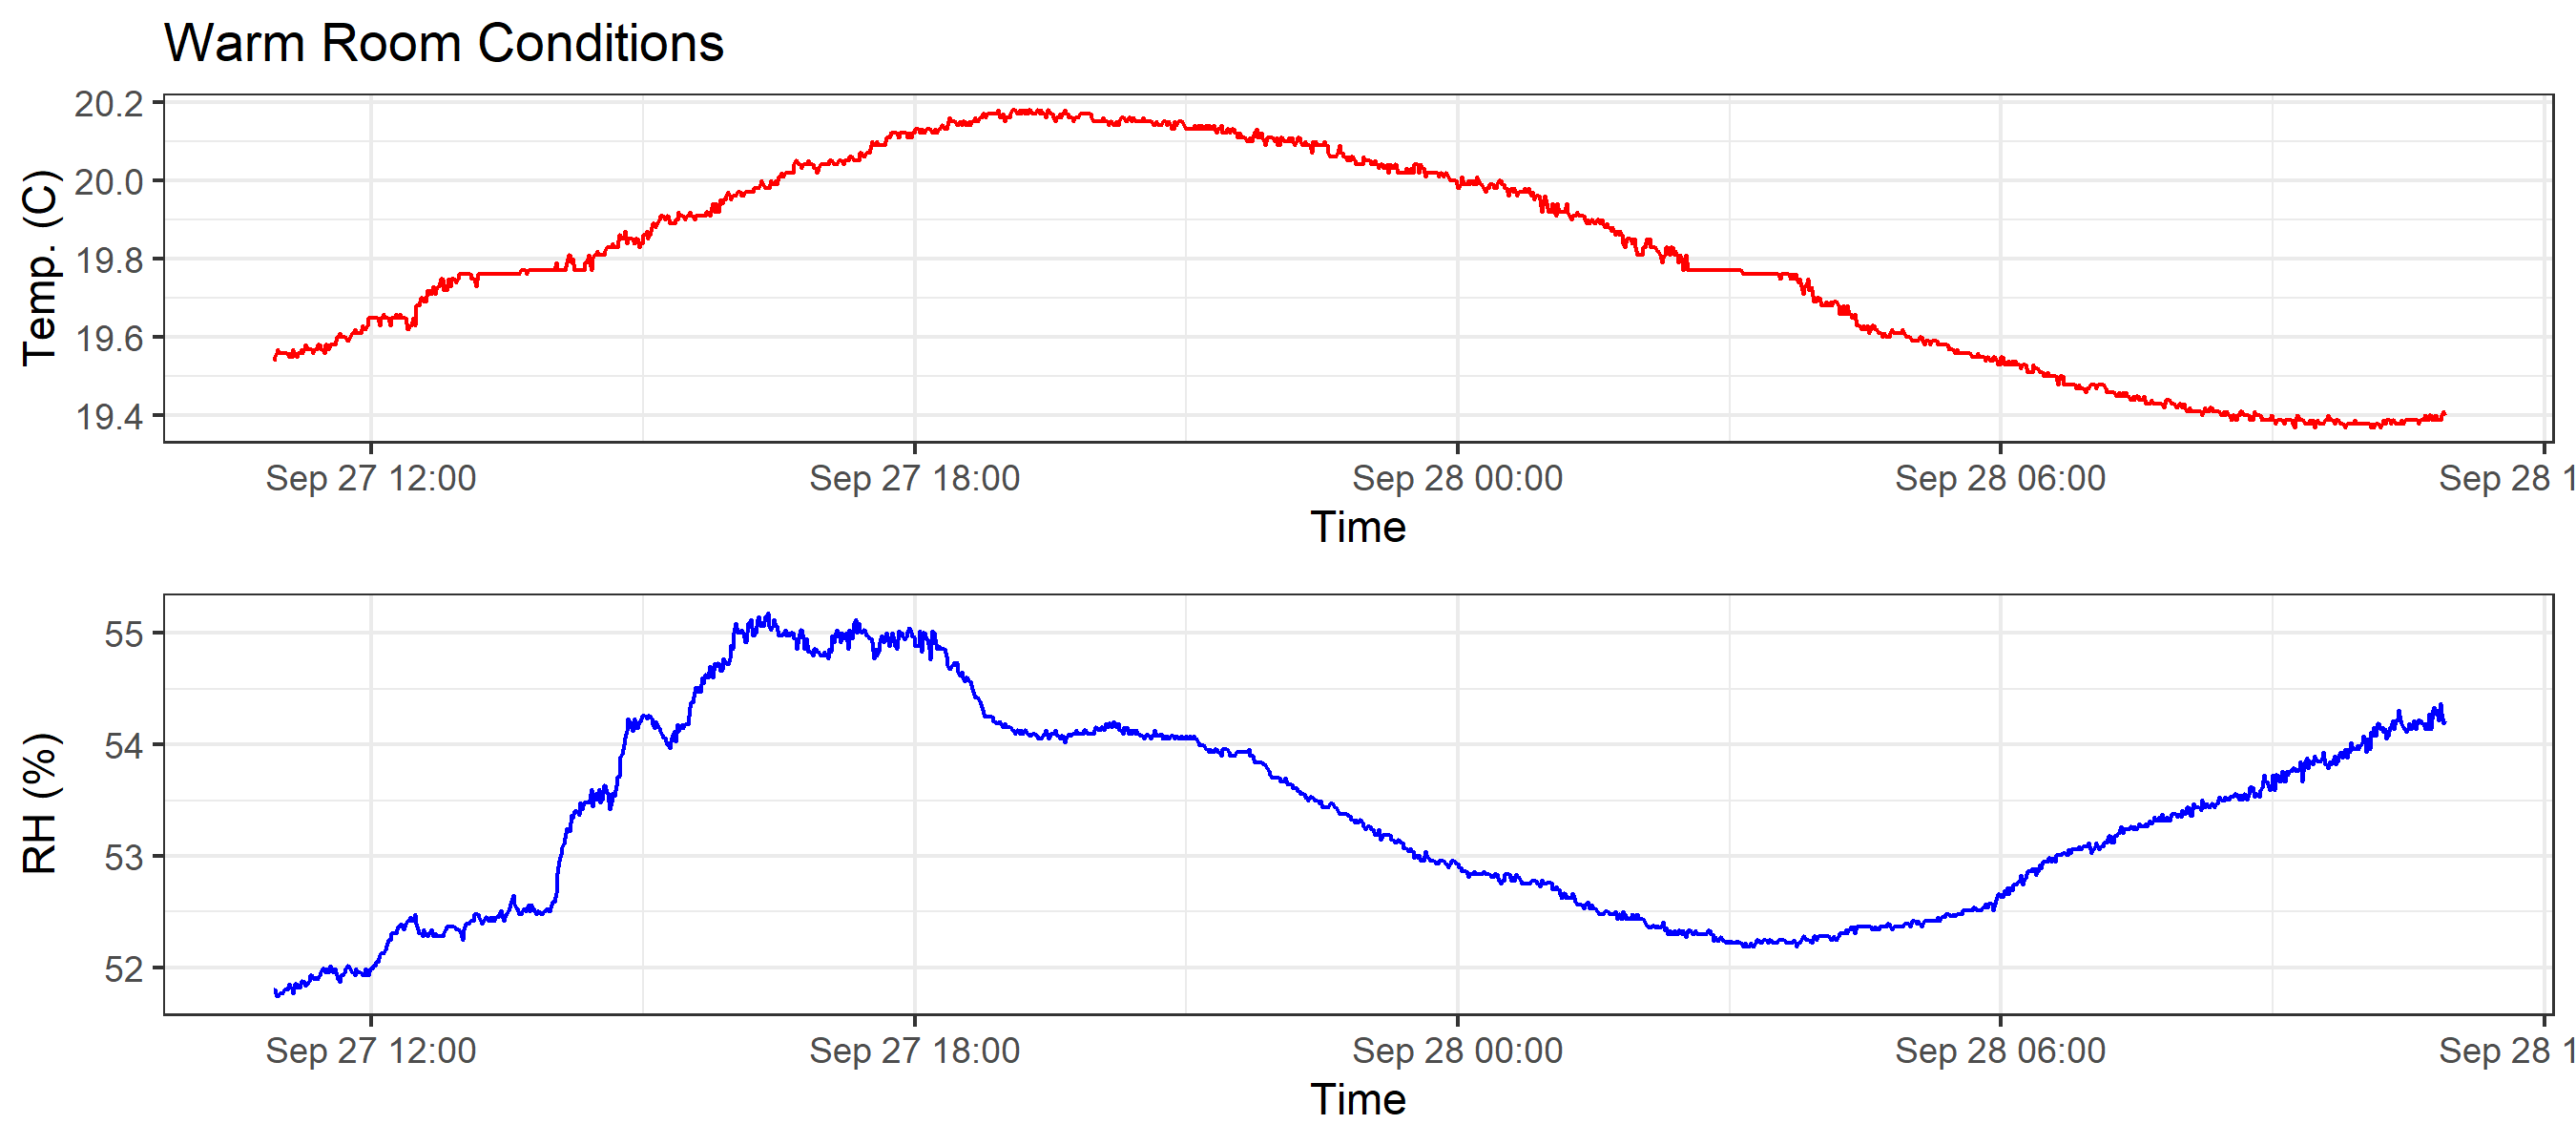 Warm Room Conditions
Temp. (C)
20.2
20.0
19.8
19.6
19.4
Sep 27 12:00 Sep 27 18:00 Sep 28 00:00 Sep 28 06:00 Sep 28 1
Time
RH (%)
55
54
53
52
Sep 27 12:00 Sep 27 18:00 Sep 28 00:00 Sep 28 06:00 Sep 28 1
Time